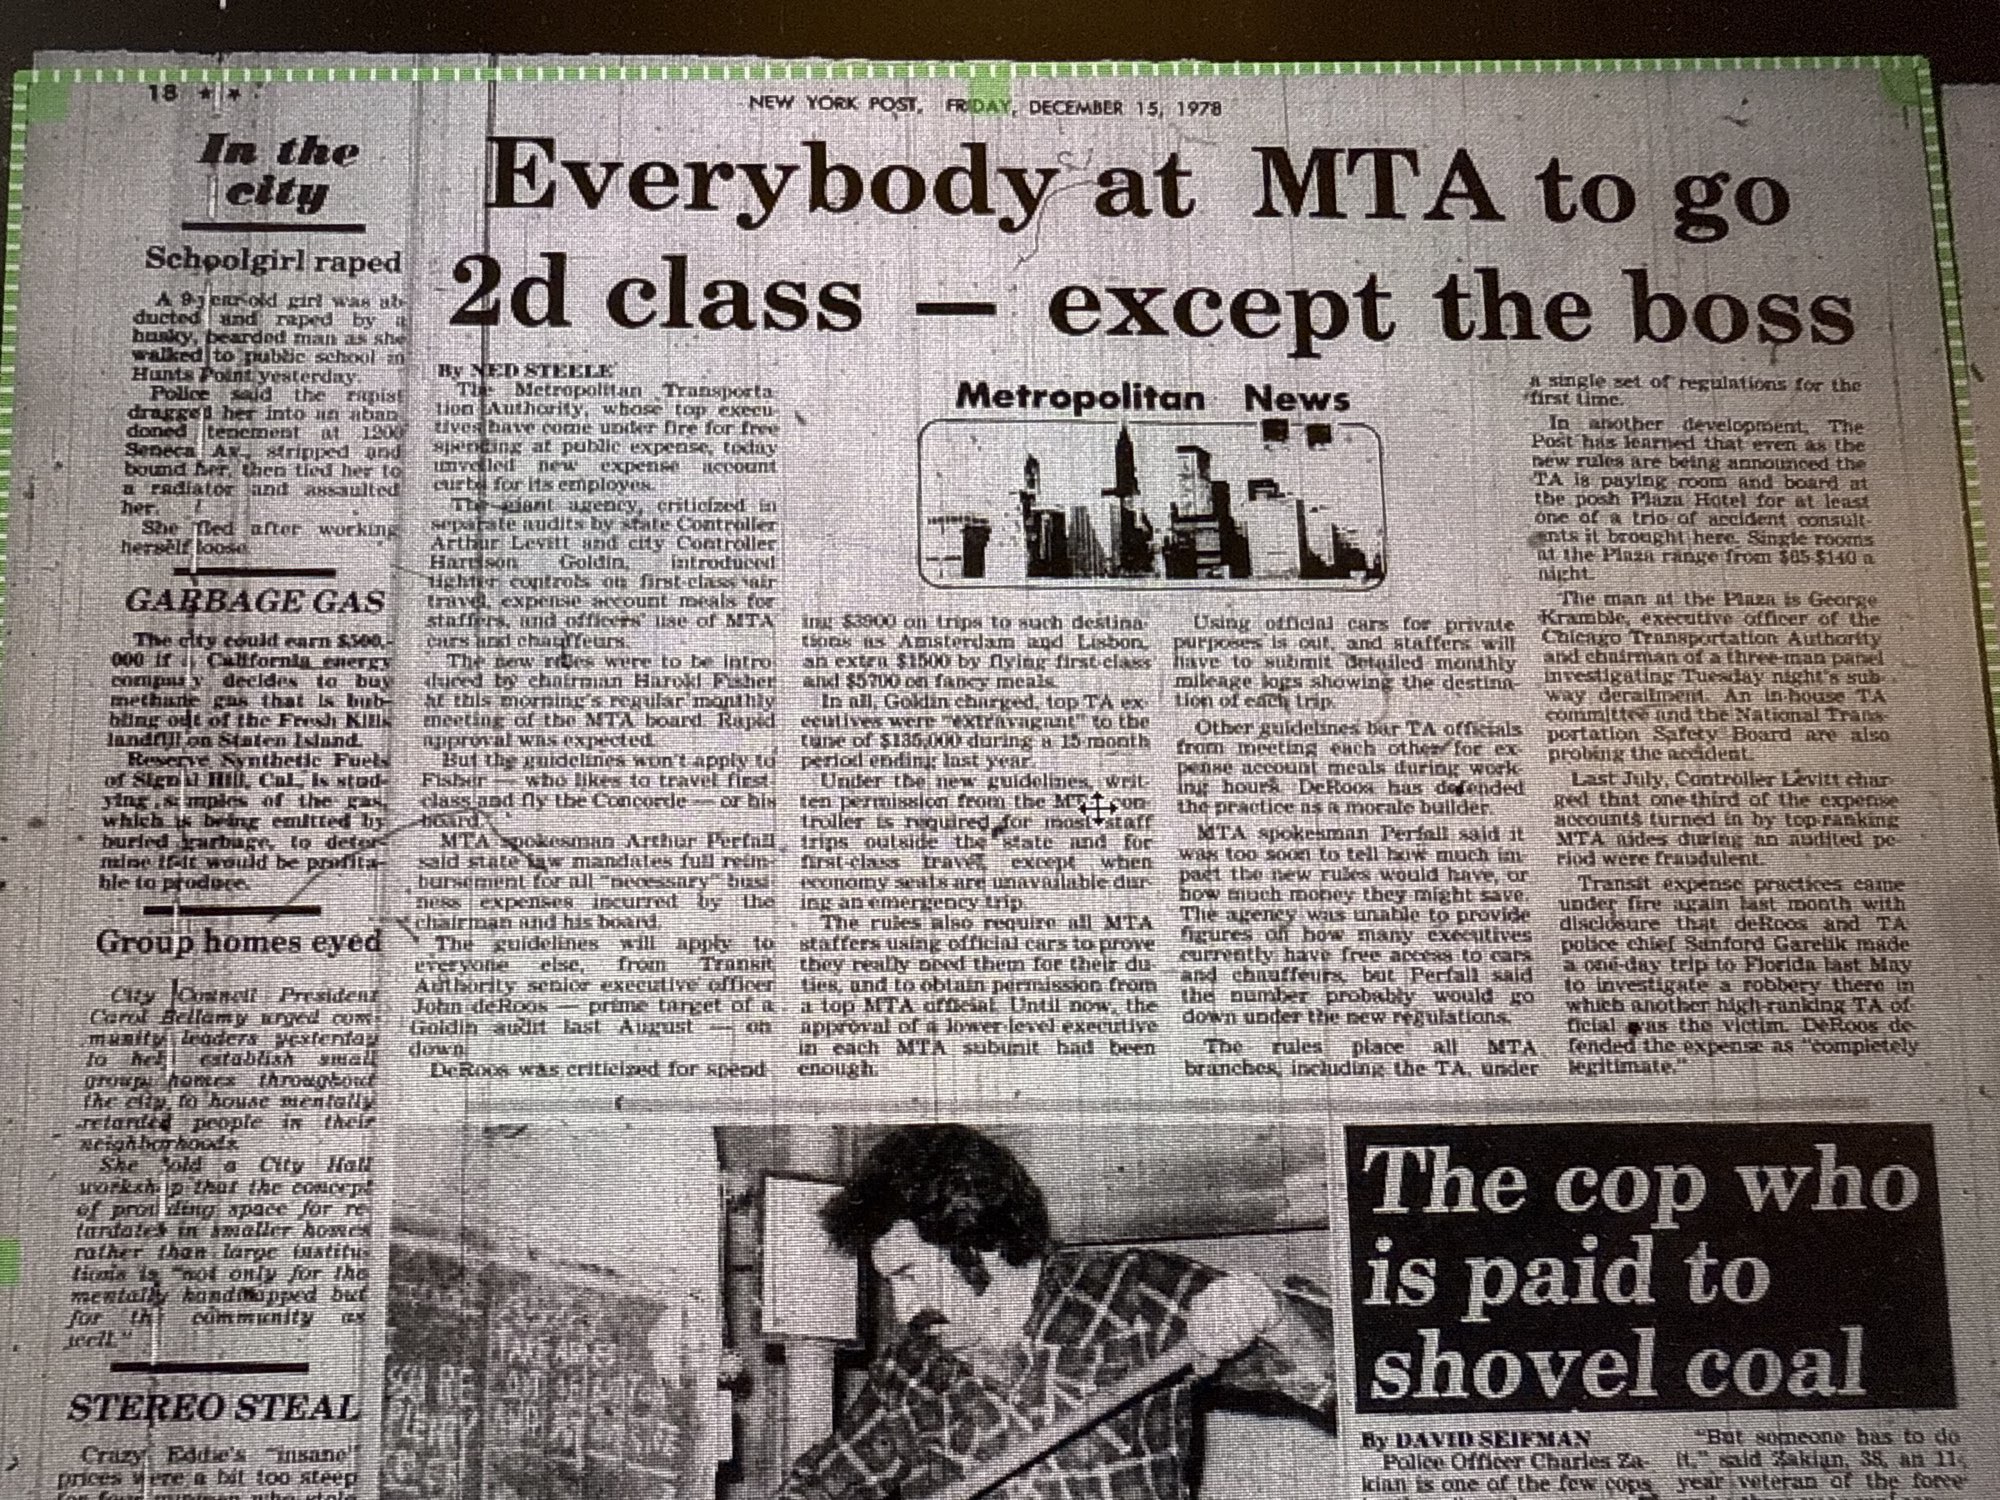 18 ★ ★
NEW YORK POST, FRIDAY, DECEMBER 15, 1978
In the
city
Schoolgirl raped
A 9-year-old girl was ab-
ducted and raped by a
husky, bearded man as she
walked to public school in
Hunts Point yesterday.
Police said the rapist
dragged her into an aban
doned tenement at 1200
Seneca Av., stripped and
bound her, then tied her to
a radiator and assaulted
her.
She fled after working
herself loose.
GARBAGE GAS
The city could earn $500,-
000 if a California energy
company decides to buy
methane gas that is bub-
bling out of the Fresh Kills
landfill on Staten Island.
Reserve Synthetic Fuels
of Signal Hill, Cal., is stud-
ying samples of the gas,
which is being emitted by
buried garbage, to deter-
mine if it would be profita-
ble to produce.
Group homes eyed
City Council President
Carol Bellamy urged com-
munity leaders yesterday
to help establish small
group homes throughout
the city to house mentally
retarded people in their
neighborhoods.
She told a City Hall
workshop that the concept
of providing space for re-
tardates in smaller homes
rather than large institu-
tions is "not only for the
mentally handicapped but
for the community as
well."
STEREO STEAL
Crazy Eddie's "insane"
prices were a bit too steep
Everybody at MTA to go
2d class — except the boss
By NED STEELE
The Metropolitan Transporta
tion Authority, whose top execu-
tives have come under fire for free
spending at public expense, today
unveiled new expense account
curbs for its employes.
The giant agency, criticized in
separate audits by state Controller
Arthur Levitt and city Controller
Harrison Goldin, introduced
tighter controls on first-class air
travel, expense account meals for
staffers, and officers' use of MTA
cars and chauffeurs.
The new rules were to be intro
duced by chairman Harold Fisher
at this morning's regular monthly
meeting of the MTA board. Rapid
approval was expected.
But the guidelines won't apply to
Fisher — who likes to travel first
class and fly the Concorde — or his
board.
MTA spokesman Arthur Perfall
said state law mandates full reim-
bursement for all "necessary" busi-
ness expenses incurred by the
chairman and his board.
The guidelines will apply to
everyone else, from Transit
Authority senior executive officer
John deRoos — prime target of a
Goldin audit last August — on
down.
DeRoos was criticized for spend
Metropolitan News
ing $3900 on trips to such destina-
tions as Amsterdam and Lisbon,
an extra $1500 by flying first-class
and $5700 on fancy meals.
In all, Goldin charged, top TA ex-
ecutives were "extravagant" to the
tune of $135,000 during a 15-month
period ending last year.
Under the new guidelines, writ-
ten permission from the MTA con-
troller is required for most staff
trips outside the state and for
first-class travel, except when
economy seats are unavailable dur-
ing an emergency trip.
The rules also require all MTA
staffers using official cars to prove
they really need them for their du-
ties, and to obtain permission from
a top MTA official. Until now, the
approval of a lower-level executive
in each MTA subunit had been
enough.
Using official cars for private
purposes is out, and staffers will
have to submit detailed monthly
mileage logs showing the destina-
tion of each trip.
Other guidelines bar TA officials
from meeting each other for ex-
pense account meals during work-
ing hours. DeRoos has defended
the practice as a morale builder.
MTA spokesman Perfall said it
was too soon to tell how much im-
pact the new rules would have, or
how much money they might save.
The agency was unable to provide
figures on how many executives
currently have free access to cars
and chauffeurs, but Perfall said
the number probably would go
down under the new regulations.
The rules place all MTA
branches, including the TA, under
a single set of regulations for the
first time.
In another development, The
Post has learned that even as the
new rules are being announced the
TA is paying room and board at
the posh Plaza Hotel for at least
one of a trio of accident consult-
ants it brought here. Single rooms
at the Plaza range from $65-$140 a
night.
The man at the Plaza is George
Kramble, executive officer of the
Chicago Transportation Authority
and chairman of a three-man panel
investigating Tuesday night's sub-
way derailment. An in-house TA
committee and the National Trans-
portation Safety Board are also
probing the accident.
Last July, Controller Levitt char-
ged that one-third of the expense
accounts turned in by top-ranking
MTA aides during an audited pe-
riod were fraudulent.
Transit expense practices came
under fire again last month with
disclosure that deRoos and TA
police chief Sanford Garelik made
a one-day trip to Florida last May
to investigate a robbery there in
which another high-ranking TA of-
ficial was the victim. DeRoos de-
fended the expense as "completely
legitimate."
The cop who
is paid to
shovel coal
By DAVID SEIFMAN
Police Officer Charles Za-
kian is one of the few cops
"But someone has to do
it," said Zakian, 38, an 11-
year veteran of the force